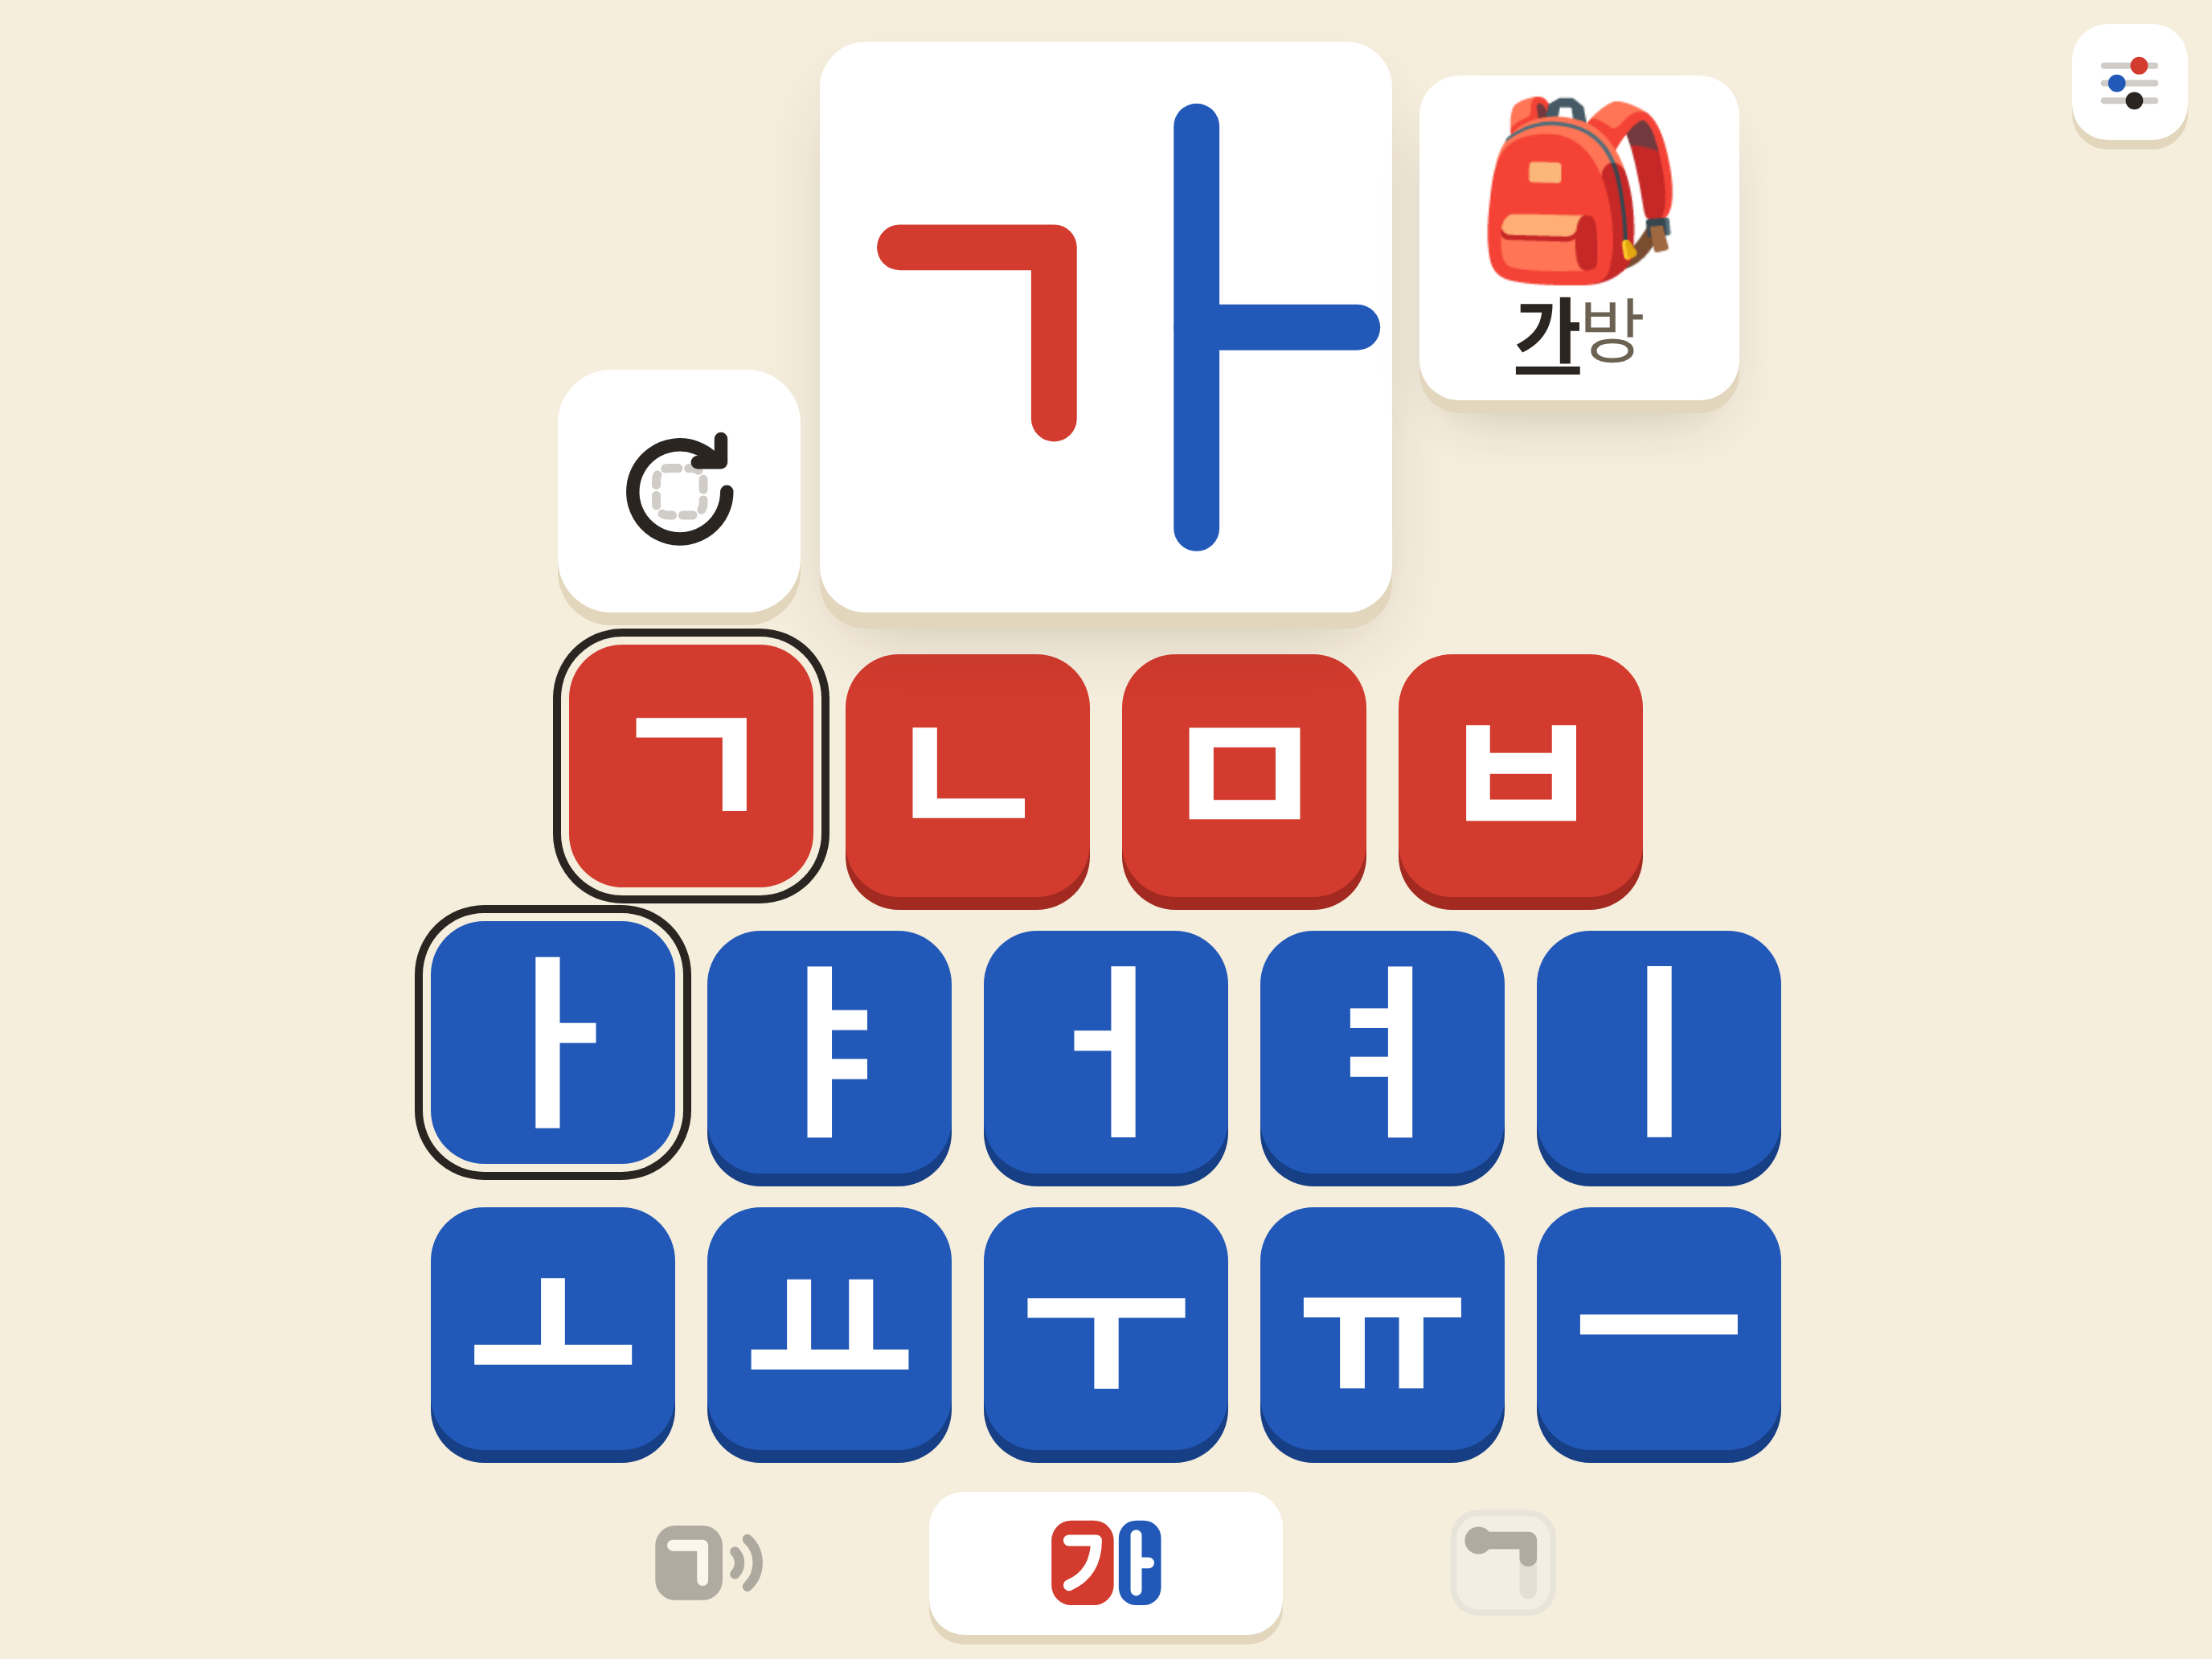 가
가방
ㄱ ㄴ ㅁ ㅂ
ㅏ ㅑ ㅓ ㅕ ㅣ
ㅗ ㅛ ㅜ ㅠ ㅡ
ㄱ 가 ㄱ